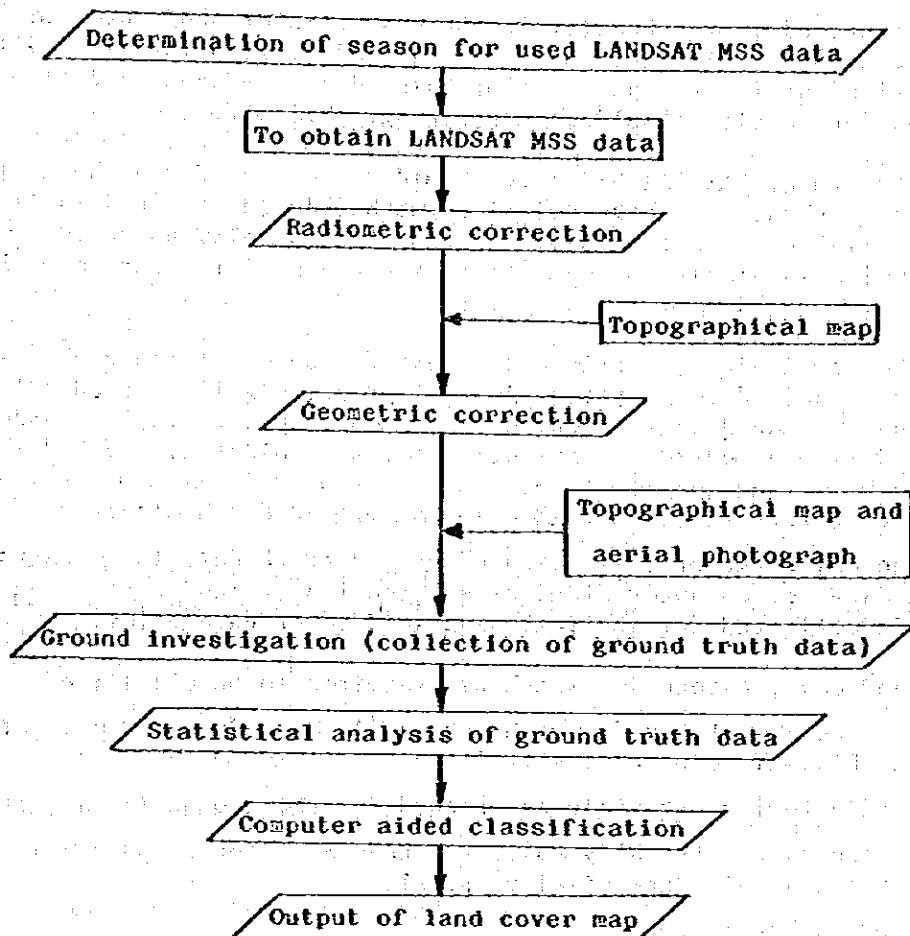 Determination of season for used LANDSAT MSS data
To obtain LANDSAT MSS data
Radiometric correction
Topographical map
Geometric correction
Topographical map and
aerial photograph
Ground investigation (collection of ground truth data)
Statistical analysis of ground truth data
Computer aided classification
Output of land cover map